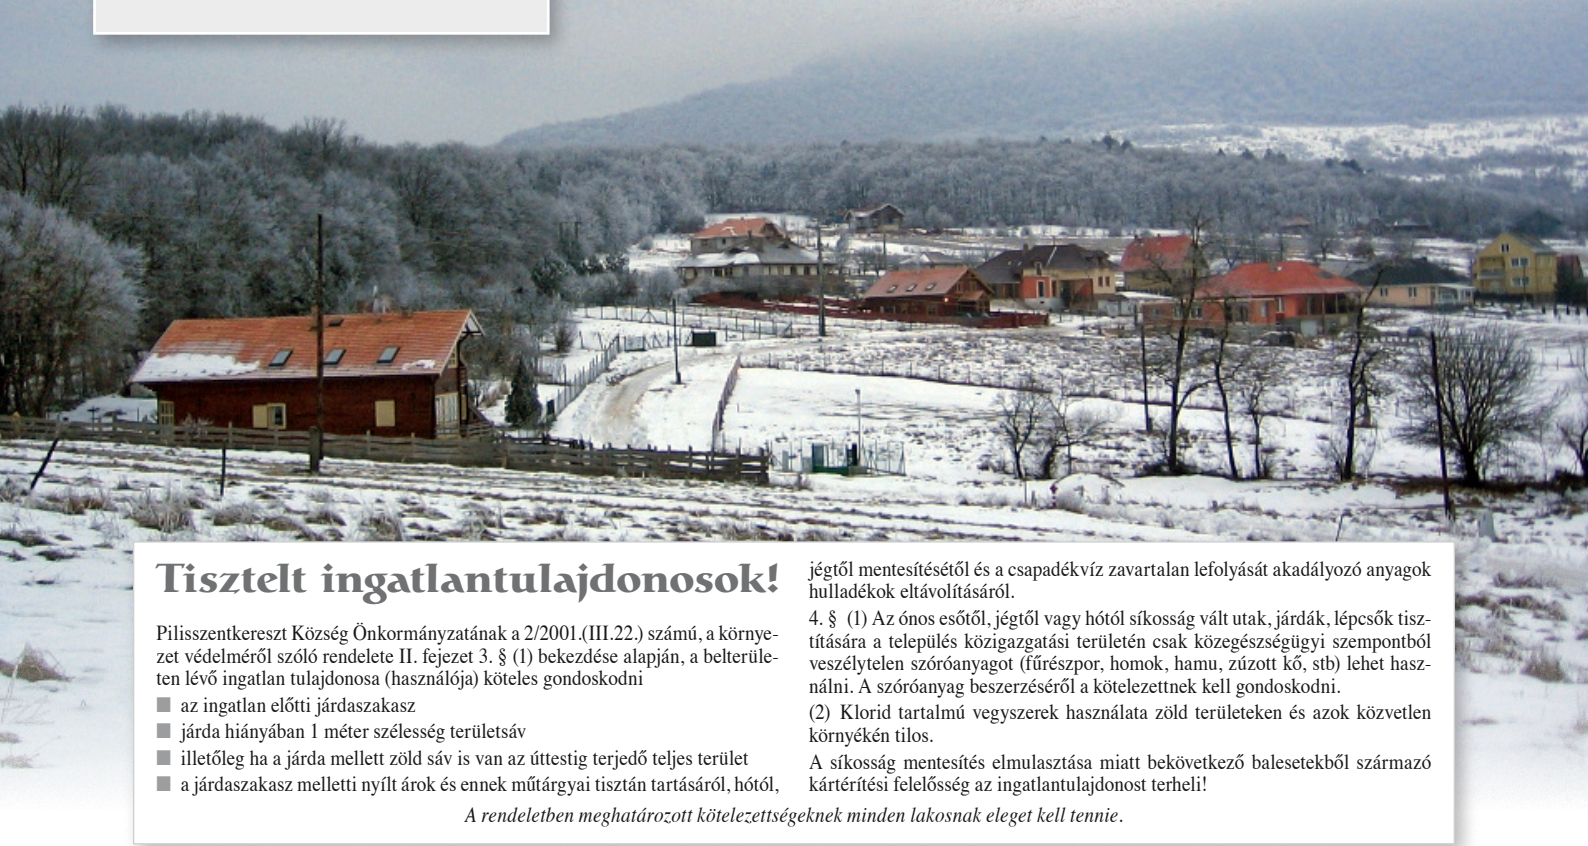 Tisztelt ingatlantulajdonosok!
Pilisszentkereszt Község Önkormányzatának a 2/2001.(III.22.) számú, a környe-
zet védelméről szóló rendelete II. fejezet 3. § (1) bekezdése alapján, a belterüle-
ten lévő ingatlan tulajdonosa (használója) köteles gondoskodni
■ az ingatlan előtti járdaszakasz
■ járda hiányában 1 méter szélesség területsáv
■ illetőleg ha a járda mellett zöld sáv is van az úttestig terjedő teljes terület
■ a járdaszakasz melletti nyílt árok és ennek műtárgyai tisztán tartásáról, hótól,
jégtől mentesítésétől és a csapadékvíz zavartalan lefolyását akadályozó anyagok
hulladékok eltávolításáról.
4. § (1) Az ónos esőtől, jégtől vagy hótól síkosság vált utak, járdák, lépcsők tisz-
títására a település közigazgatási területén csak közegészségügyi szempontból
veszélytelen szóróanyagot (fűrészpor, homok, hamu, zúzott kő, stb) lehet hasz-
nálni. A szóróanyag beszerzéséről a kötelezettnek kell gondoskodni.
(2) Klorid tartalmú vegyszerek használata zöld területeken és azok közvetlen
környékén tilos.
A síkosság mentesítés elmulasztása miatt bekövetkező balesetekből származó
kártérítési felelősség az ingatlantulajdonost terheli!
A rendeletben meghatározott kötelezettségeknek minden lakosnak eleget kell tennie.